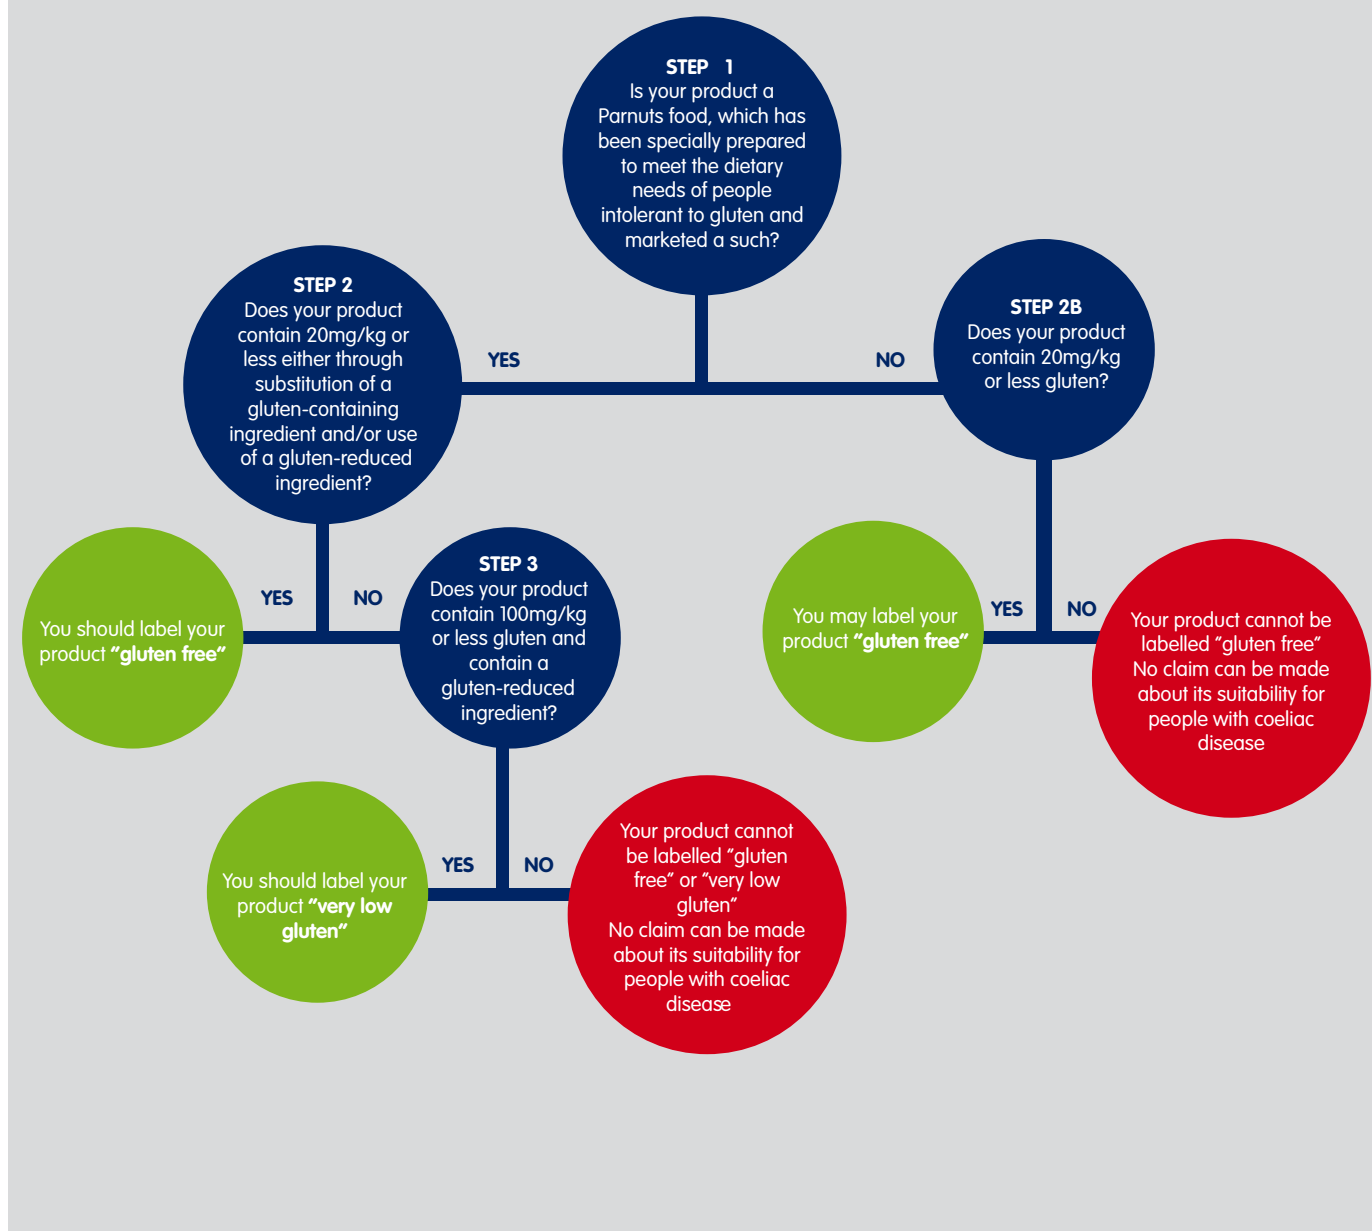 STEP 1
Is your product a
Parnuts food, which has
been specially prepared
to meet the dietary
needs of people
intolerant to gluten and
marketed a such?
STEP 2
Does your product
contain 20mg/kg or
less either through
substitution of a
gluten-containing
ingredient and/or use
of a gluten-reduced
ingredient?
YES
NO
STEP 2B
Does your product
contain 20mg/kg
or less gluten?
You should label your
product "gluten free"
YES
NO
STEP 3
Does your product
contain 100mg/kg
or less gluten and
contain a
gluten-reduced
ingredient?
You may label your
product "gluten free"
YES
NO
Your product cannot be
labelled "gluten free"
No claim can be made
about its suitability for
people with coeliac
disease
You should label your
product "very low
gluten"
YES
NO
Your product cannot
be labelled "gluten
free" or "very low
gluten"
No claim can be made
about its suitability for
people with coeliac
disease